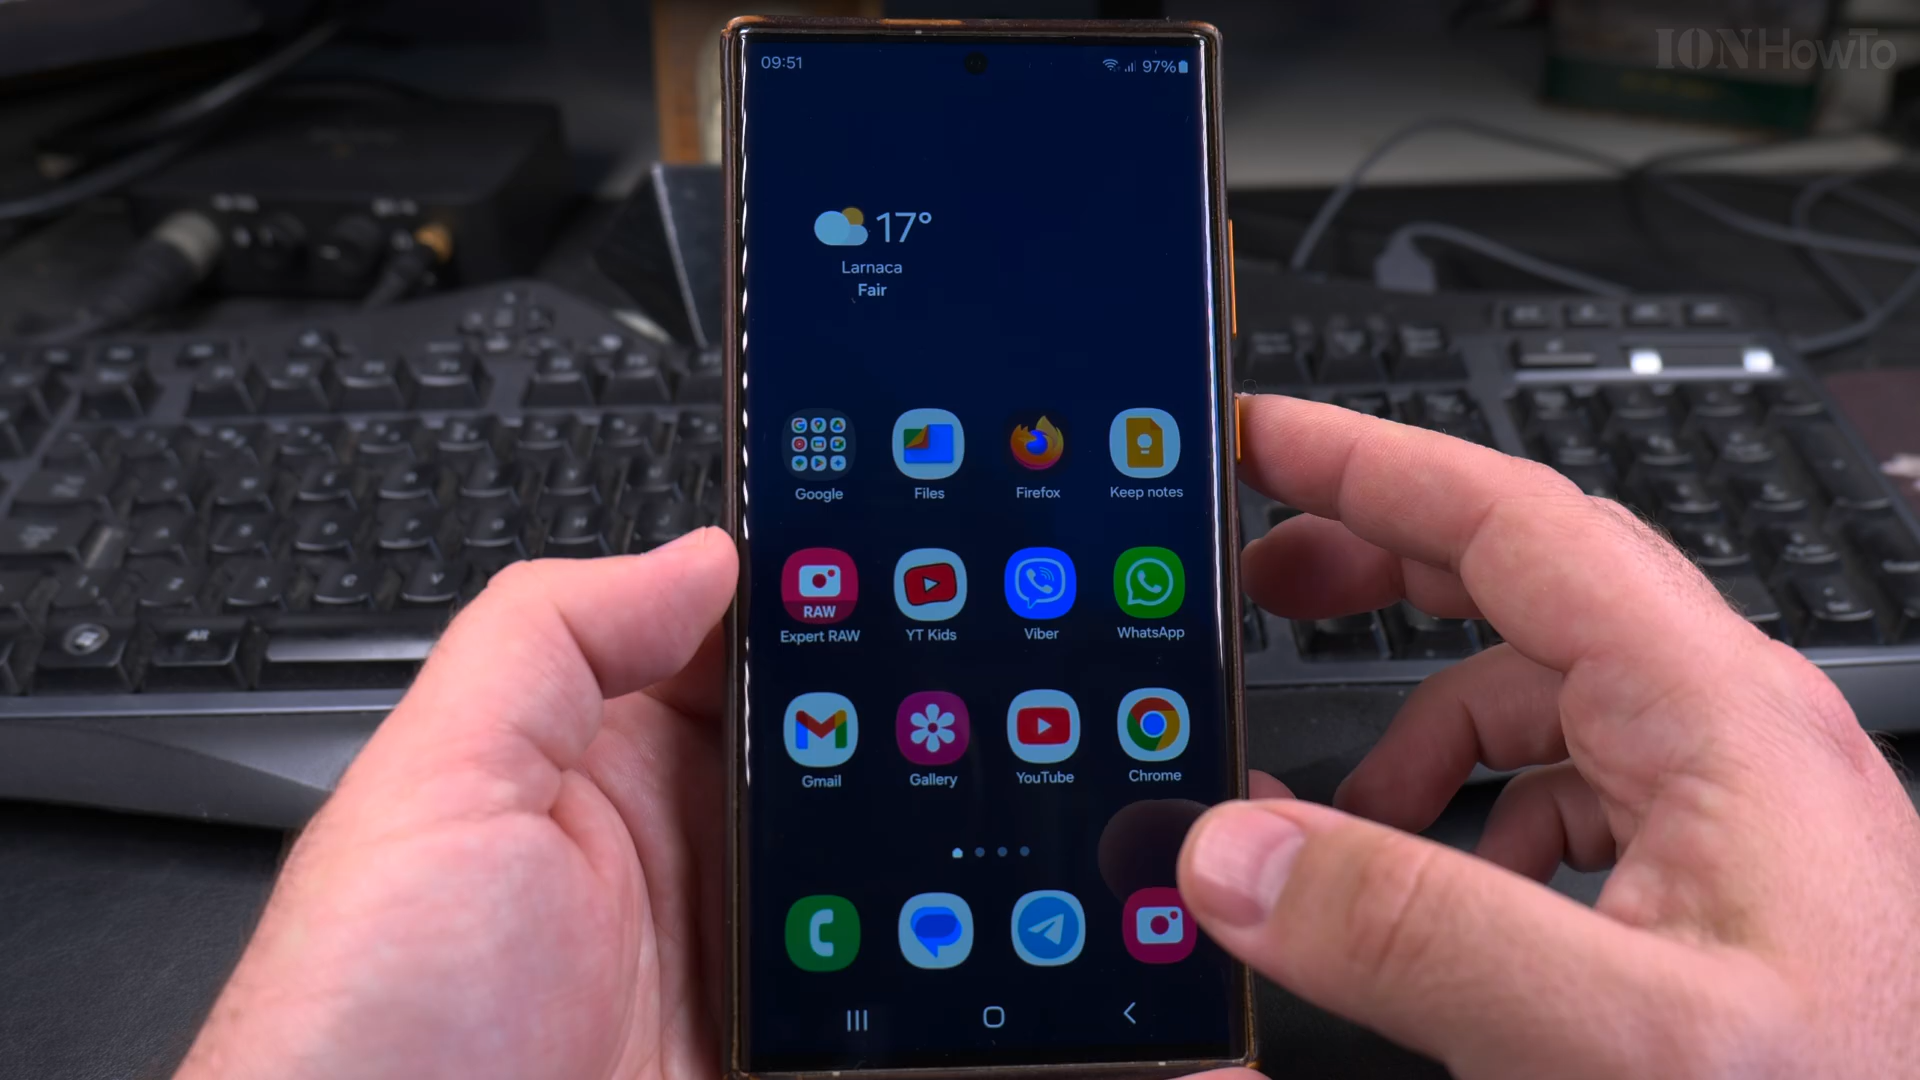 IONHowTo
09:51
97%
17°
Larnaca
Fair
Google
Files
Firefox
Keep notes
RAW
Expert RAW
YT Kids
Viber
WhatsApp
Gmail
Gallery
YouTube
Chrome
Alt
Z
X
C
V